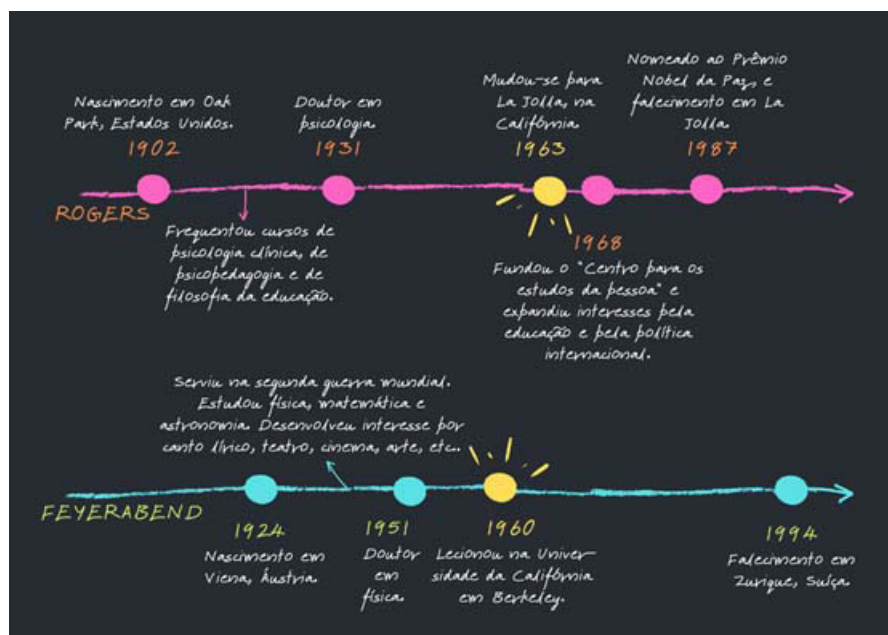 Nascimento em Oak
Park, Estados Unidos.
1902
Doutor em
psicologia.
1931
Mudou-se para
La Jolla, na
Califórnia.
1963
Nomeado ao Prêmio
Nobel da Paz, e
falecimento em La
Jolla.
1987
ROGERS
Frequentou cursos de
psicologia clínica, de
psicopedagogia e de
filosofia da educação.
1968
Fundou o "Centro para os
estudos da pessoa" e
expandiu interesses pela
educação e pela política
internacional.
Serviu na segunda guerra mundial.
Estudou física, matemática e
astronomia. Desenvolveu interesse por
canto lírico, teatro, cinema, arte, etc..
FEYERABEND
1924
Nascimento em
Viena, Áustria.
1951
Doutor
em
física.
1960
Lecionou na Univer-
sidade da Califórnia
em Berkeley.
1994
Falecimento em
Zurique, Suíça.